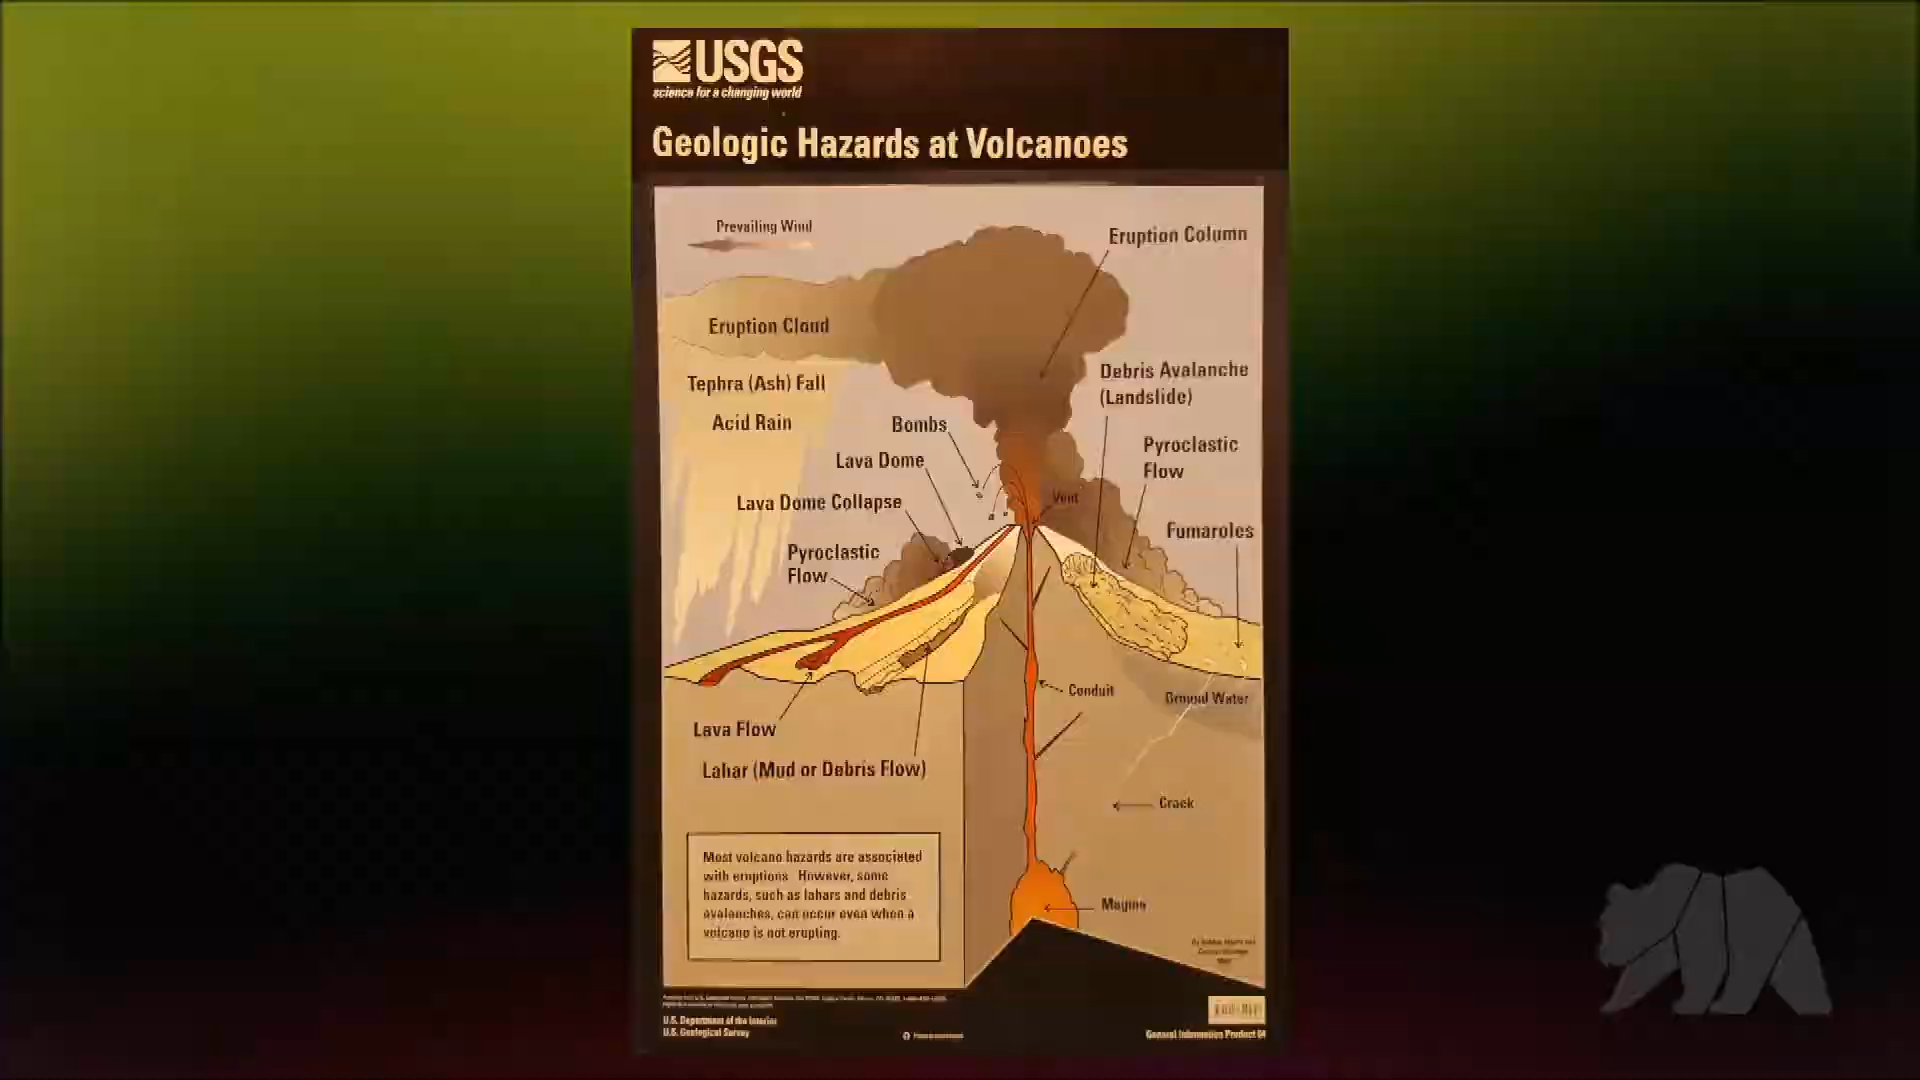 USGS
science for a changing world
Geologic Hazards at Volcanoes
Prevailing Wind
Eruption Column
Eruption Cloud
Tephra (Ash) Fall
Acid Rain
Debris Avalanche
(Landslide)
Bombs
Lava Dome
Lava Dome Collapse
Pyroclastic
Flow
Vent
Pyroclastic
Flow
Fumaroles
Conduit
Ground Water
Lava Flow
Lahar (Mud or Debris Flow)
Crack
Magma
Most volcano hazards are associated
with eruptions. However, some
hazards, such as lahars and debris
avalanches, can occur even when a
volcano is not erupting.
U.S. Department of the Interior
U.S. Geological Survey
General Information Product 64